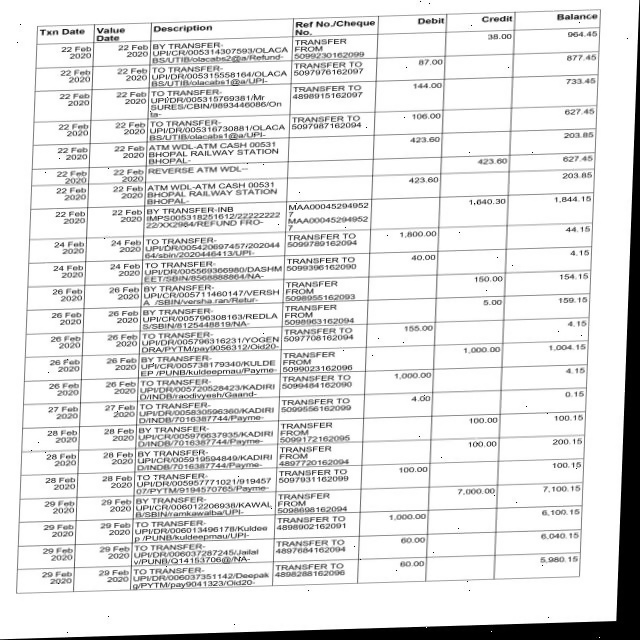 Txn Date Value Date Description Ref No./Cheque No. Debit Credit Balance
22 Feb 2020 22 Feb 2020 BY TRANSFER- TRANSFER FROM 38.00 964.45
UPI/CR/005314307593/OLACA 5099230162099
BS/UTIB/olacabs2@a/Refund-
22 Feb 2020 22 Feb 2020 TO TRANSFER- TRANSFER TO 87.00 877.45
UPI/DR/005315558164/OLACA 5097976162097
BS/UTIB/olacabs1@a/UPI-
22 Feb 2020 22 Feb 2020 TO TRANSFER- TRANSFER TO 144.00 733.45
UPI/DR/005315769381/Mr 4898915162097
SURES/CBIN/9893446086/On
ta-
22 Feb 2020 22 Feb 2020 TO TRANSFER- TRANSFER TO 106.00 627.45
UPI/DR/005316730881/OLACA 5097987162094
BS/UTIB/olacabs1@a/UPI-
22 Feb 2020 22 Feb 2020 ATM WDL-ATM CASH 00531 423.60 203.85
BHOPAL RAILWAY STATION
BHOPAL-
22 Feb 2020 22 Feb 2020 REVERSE ATM WDL-- 423.60 627.45
22 Feb 2020 22 Feb 2020 ATM WDL-ATM CASH 00531 423.60 203.85
BHOPAL RAILWAY STATION
BHOPAL-
22 Feb 2020 22 Feb 2020 BY TRANSFER-INB MAA00045294952 1,640.30 1,844.15
IMPS005318251612/22222222 7
22/XX2964/REFUND FRO- MAA00045294952
7
24 Feb 2020 24 Feb 2020 TO TRANSFER- TRANSFER TO 1,800.00 44.15
UPI/DR/005420697457/202044 5099789162094
64/sbin/2020446413/UPI-
24 Feb 2020 24 Feb 2020 TO TRANSFER- TRANSFER TO 40.00 4.15
UPI/DR/005569366980/DASHM 5099396162090
EET/SBIN/8568888864/NA-
26 Feb 2020 26 Feb 2020 BY TRANSFER- TRANSFER FROM 150.00 154.15
UPI/CR/005711460147/VERSH 5098955162093
A /SBIN/versha.ran/Retur-
26 Feb 2020 26 Feb 2020 BY TRANSFER- TRANSFER FROM 5.00 159.15
UPI/CR/005796308163/REDLA 5098963162094
S/SBIN/8125448819/NA-
26 Feb 2020 26 Feb 2020 TO TRANSFER- TRANSFER TO 155.00 4.15
UPI/DR/005796316231/YOGEN 5097708162094
DRA/PYTM/pay9056312/Oid20-
26 Feb 2020 26 Feb 2020 BY TRANSFER- TRANSFER FROM 1,000.00 1,004.15
UPI/CR/005738179340/KULDE 5099023162096
EP /PUNB/kuldeepmau/Payme-
26 Feb 2020 26 Feb 2020 TO TRANSFER- TRANSFER TO 1,000.00 4.15
UPI/DR/005720528423/KADIRI 5099484162090
D/INDB/raodivyesh/Gaand-
27 Feb 2020 27 Feb 2020 TO TRANSFER- TRANSFER TO 4.00 0.15
UPI/DR/005830596360/KADIRI 5099556162099
D/INDB/7016387744/Payme-
28 Feb 2020 28 Feb 2020 BY TRANSFER- TRANSFER FROM 100.00 100.15
UPI/CR/005976637935/KADIRI 5099172162095
D/INDB/7016387744/Payme-
28 Feb 2020 28 Feb 2020 BY TRANSFER- TRANSFER FROM 100.00 200.15
UPI/CR/005919594849/KADIRI 4897720162094
D/INDB/7016387744/Payme-
28 Feb 2020 28 Feb 2020 TO TRANSFER- TRANSFER TO 100.00 100.15
UPI/DR/005957771021/919457 5097931162099
07/PYTM/9194570765/Payme-
29 Feb 2020 29 Feb 2020 BY TRANSFER- TRANSFER FROM 7,000.00 7,100.15
UPI/CR/006012206938/KAWAL 5098698162094
E/SBIN/ramkawalba/UPI-
29 Feb 2020 29 Feb 2020 TO TRANSFER- TRANSFER TO 1,000.00 6,100.15
UPI/DR/006013496178/Kuldee 4898902162091
p /PUNB/kuldeepmau/UPI-
29 Feb 2020 29 Feb 2020 TO TRANSFER- TRANSFER TO 60.00 6,040.15
UPI/DR/006037287245/Jailal 4897684162094
v/PUNB/Q14153706@/NA-
29 Feb 2020 29 Feb 2020 TO TRANSFER- TRANSFER TO 60.00 5,980.15
UPI/DR/006037351142/Deepak 4898288162096
g/PYTM/pay9041323/Oid20-